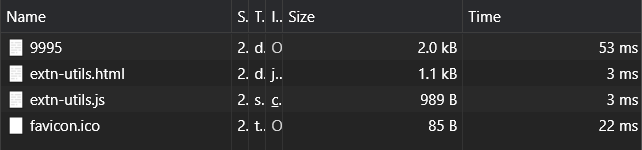 Name S. T. I.. Size Time
9995 2. d. O 2.0 kB 53 ms
extn-utils.html 2. d. j.. 1.1 kB 3 ms
extn-utils.js 2. s. c. 989 B 3 ms
favicon.ico 2. t.. O 85 B 22 ms